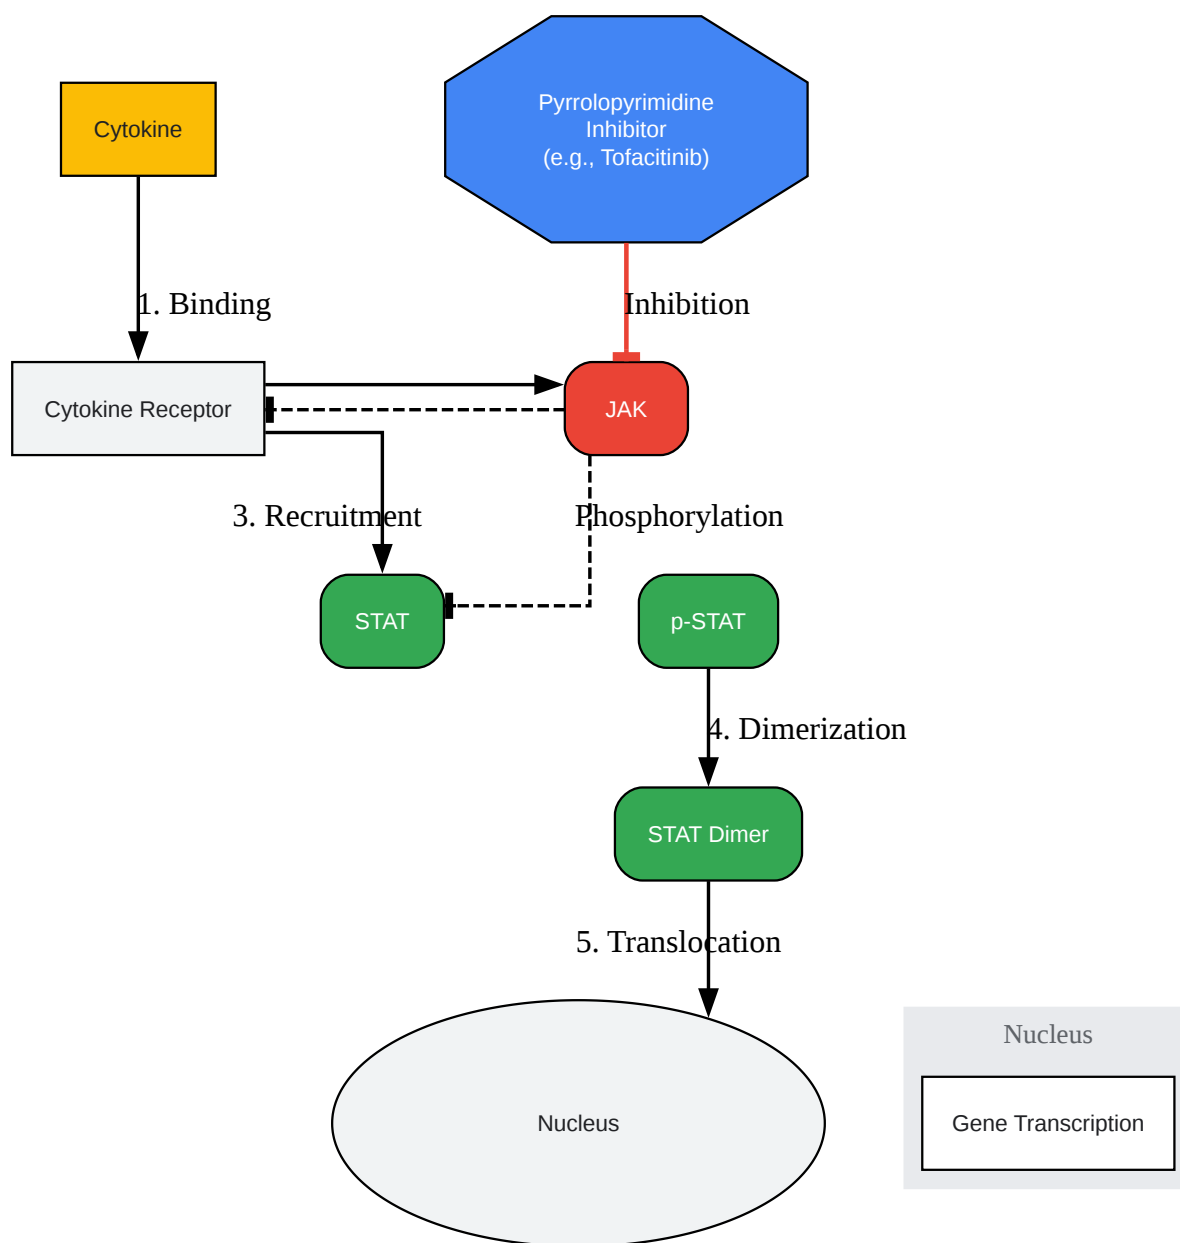 Cytokine
Pyrrolopyrimidine
Inhibitor
(e.g., Tofacitinib)
1. Binding
Inhibition
Cytokine Receptor
JAK
3. Recruitment
Phosphorylation
STAT
p-STAT
4. Dimerization
STAT Dimer
5. Translocation
Nucleus
Gene Transcription
Nucleus